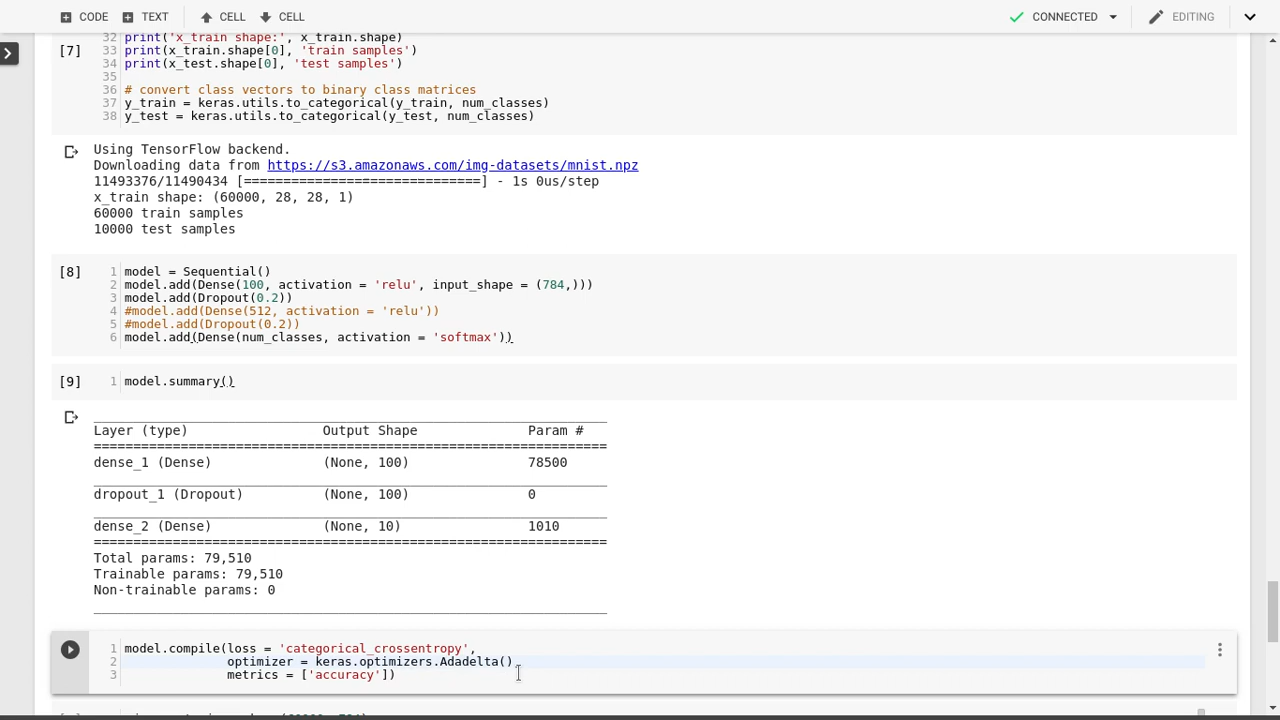 CODE TEXT CELL CELL CONNECTED EDITING
32 print('x_train shape:', x_train.shape)
[7] 33 print(x_train.shape[0], 'train samples')
34 print(x_test.shape[0], 'test samples')
35
36 # convert class vectors to binary class matrices
37 y_train = keras.utils.to_categorical(y_train, num_classes)
38 y_test = keras.utils.to_categorical(y_test, num_classes)
Using TensorFlow backend.
Downloading data from https://s3.amazonaws.com/img-datasets/mnist.npz
11493376/11490434 [==============================] - 1s 0us/step
x_train shape: (60000, 28, 28, 1)
60000 train samples
10000 test samples
[8] 1 model = Sequential()
2 model.add(Dense(100, activation = 'relu', input_shape = (784,)))
3 model.add(Dropout(0.2))
4 #model.add(Dense(512, activation = 'relu'))
5 #model.add(Dropout(0.2))
6 model.add(Dense(num_classes, activation = 'softmax'))
[9] 1 model.summary()
Layer (type) Output Shape Param #
=================================================================
dense_1 (Dense) (None, 100) 78500
dropout_1 (Dropout) (None, 100) 0
dense_2 (Dense) (None, 10) 1010
=================================================================
Total params: 79,510
Trainable params: 79,510
Non-trainable params: 0
1 model.compile(loss = 'categorical_crossentropy',
2 optimizer = keras.optimizers.Adadelta(),
3 metrics = ['accuracy'])